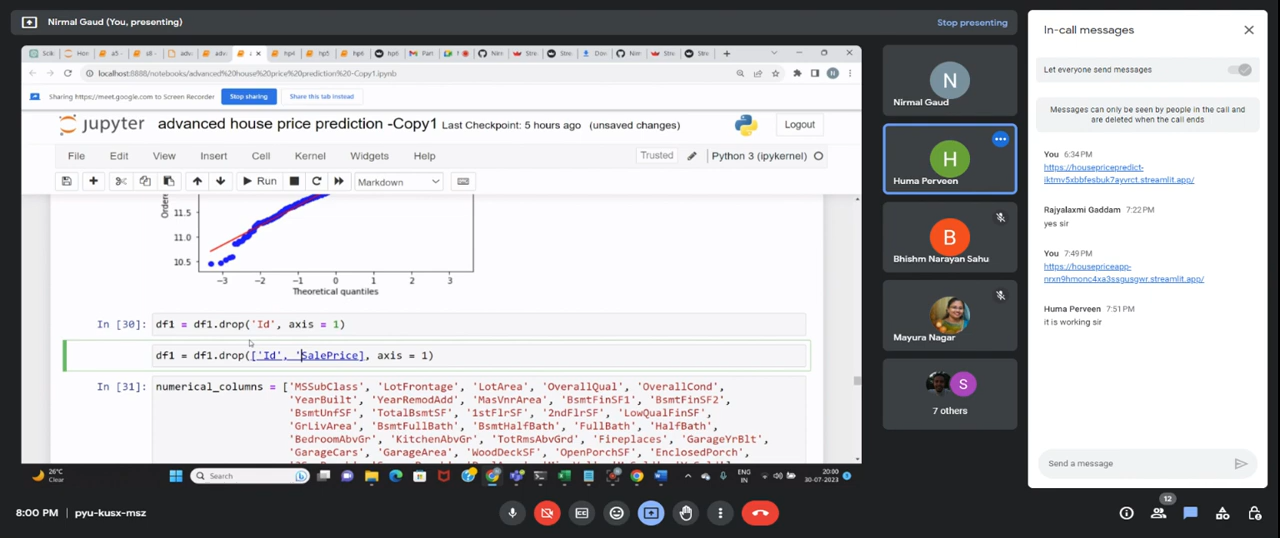 Nirmal Gaud (You, presenting)
Stop presenting
localhost:8888/notebooks/advanced%20house%20price%20prediction%20-Copy1.ipynb
Sharing https://meet.google.com to Screen Recorder
Stop sharing
Share this tab instead
jupyter advanced house price prediction -Copy1 Last Checkpoint: 5 hours ago (unsaved changes)
Logout
File Edit View Insert Cell Kernel Widgets Help
Trusted
Python 3 (ipykernel)
Run
Markdown
11.5
11.0
10.5
−3 −2 −1 0 1 2 3
Theoretical quantiles
In [30]: df1 = df1.drop('Id', axis = 1)
df1 = df1.drop(['Id', 'SalePrice], axis = 1)
In [31]: numerical_columns = ['MSSubClass', 'LotFrontage', 'LotArea', 'OverallQual', 'OverallCond',
'YearBuilt', 'YearRemodAdd', 'MasVnrArea', 'BsmtFinSF1', 'BsmtFinSF2',
'BsmtUnfSF', 'TotalBsmtSF', '1stFlrSF', '2ndFlrSF', 'LowQualFinSF',
'GrLivArea', 'BsmtFullBath', 'BsmtHalfBath', 'FullBath', 'HalfBath',
'BedroomAbvGr', 'KitchenAbvGr', 'TotRmsAbvGrd', 'Fireplaces', 'GarageYrBlt',
'GarageCars', 'GarageArea', 'WoodDeckSF', 'OpenPorchSF', 'EnclosedPorch',
26°C
Clear
Search
ENG
IN
20:00
30-07-2023
8:00 PM | pyu-kusx-msz
N
Nirmal Gaud
H
Huma Perveen
B
Bhishm Narayan Sahu
Mayura Nagar
S
7 others
In-call messages
Let everyone send messages
Messages can only be seen by people in the call and
are deleted when the call ends
You 6:34 PM
https://housepricepredict-
iktmv5xbbfesbuk7ayvrct.streamlit.app/
Rajyalaxmi Gaddam 7:22 PM
yes sir
You 7:49 PM
https://housepriceapp-
nrxn9hmonc4xa3ssgusgwr.streamlit.app/
Huma Perveen 7:51 PM
it is working sir
Send a message
12